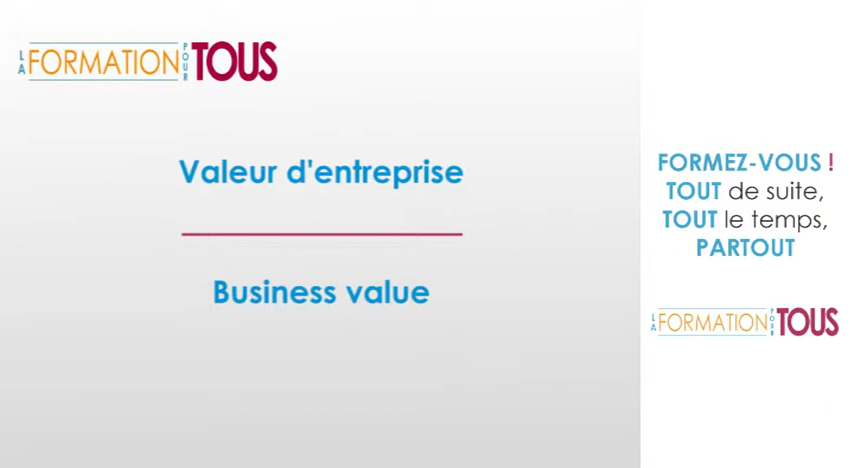 LA FORMATION POUR TOUS
Valeur d'entreprise
Business value
FORMEZ-VOUS !
TOUT de suite,
TOUT le temps,
PARTOUT
LA FORMATION POUR TOUS